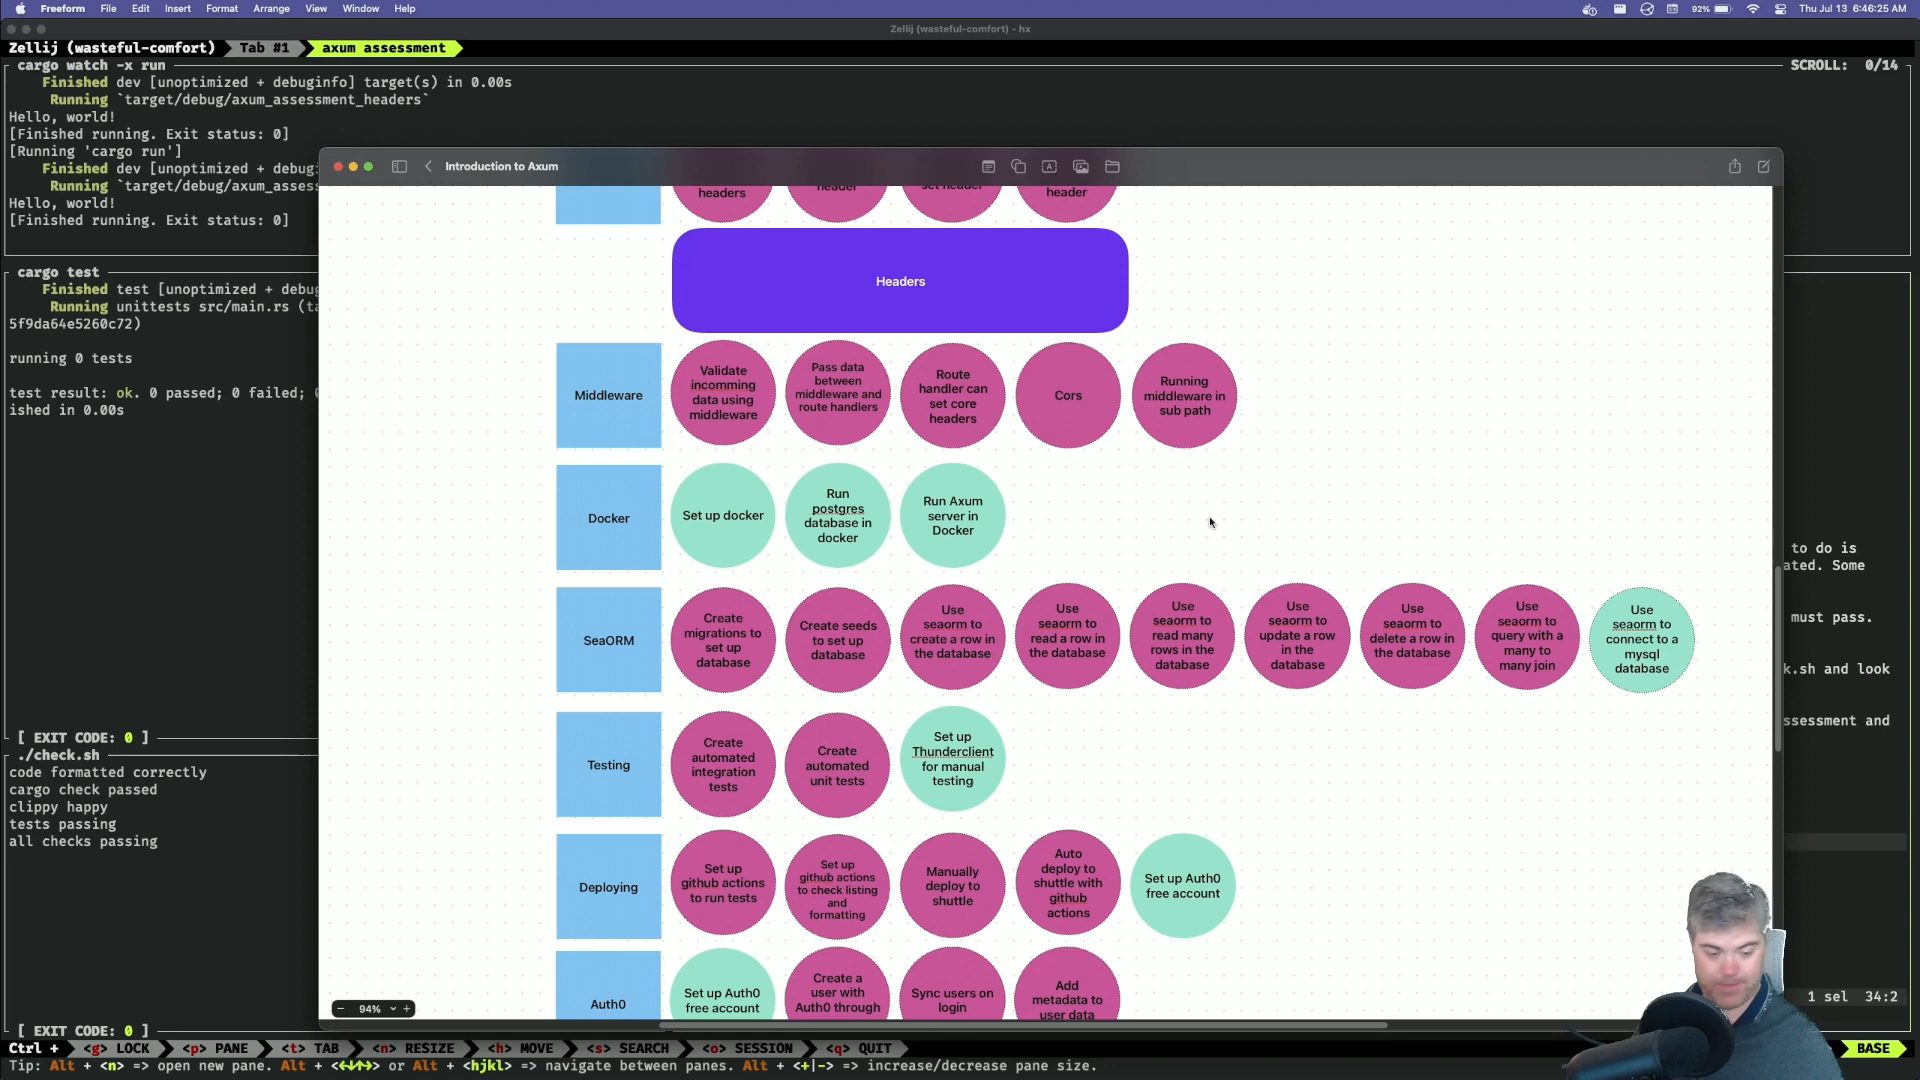 Freeform File Edit Insert Format Arrange View Window Help
92% Thu Jul 13 6:46:25 AM
Zellij (wasteful-comfort) - hx
Zellij (wasteful-comfort) Tab #1 axum assessment
cargo watch -x run
SCROLL: 0/14
Finished dev [unoptimized + debuginfo] target(s) in 0.00s
Running `target/debug/axum_assessment_headers`
Hello, world!
[Finished running. Exit status: 0]
[Running 'cargo run']
Finished dev [unoptimized + debugi
Running `target/debug/axum_asses
Hello, world!
[Finished running. Exit status: 0]
cargo test
Finished test [unoptimized + debug
Running unittests src/main.rs (ta
5f9da64e5260c72)
running 0 tests
test result: ok. 0 passed; 0 failed;
ished in 0.00s
[ EXIT CODE: 0 ]
./check.sh
code formatted correctly
cargo check passed
clippy happy
tests passing
all checks passing
[ EXIT CODE: 0 ]
Introduction to Axum
headers
header
set header
header
Headers
Middleware
Validate
incomming
data using
middleware
Pass data
between
middleware and
route handlers
Route
handler can
set core
headers
Cors
Running
middleware in
sub path
Docker
Set up docker
Run
postgres
database in
docker
Run Axum
server in
Docker
SeaORM
Create
migrations to
set up
database
Create seeds
to set up
database
Use
seaorm to
create a row in
the database
Use
seaorm to
read a row in
the database
Use
seaorm to
read many
rows in the
database
Use
seaorm to
update a row
in the
database
Use
seaorm to
delete a row in
the database
Use
seaorm to
query with a
many to
many join
Use
seaorm to
connect to a
mysql
database
Testing
Create
automated
integration
tests
Create
automated
unit tests
Set up
Thunderclient
for manual
testing
Deploying
Set up
github actions
to run tests
Set up
github actions
to check listing
and
formatting
Manually
deploy to
shuttle
Auto
deploy to
shuttle with
github
actions
Set up Auth0
free account
Auth0
Set up Auth0
free account
Create a
user with
Auth0 through
Sync users on
login
Add
metadata to
user data
94%
to do is
ated. Some
must pass.
k.sh and look
ssessment and
1 sel 34:2
Ctrl + <g> LOCK <p> PANE <t> TAB <n> RESIZE <h> MOVE <s> SEARCH <o> SESSION <q> QUIT
BASE
Tip: Alt + <n> => open new pane. Alt + <←↓↑→> or Alt + <hjkl> => navigate between panes. Alt + <+|-> => increase/decrease pane size.